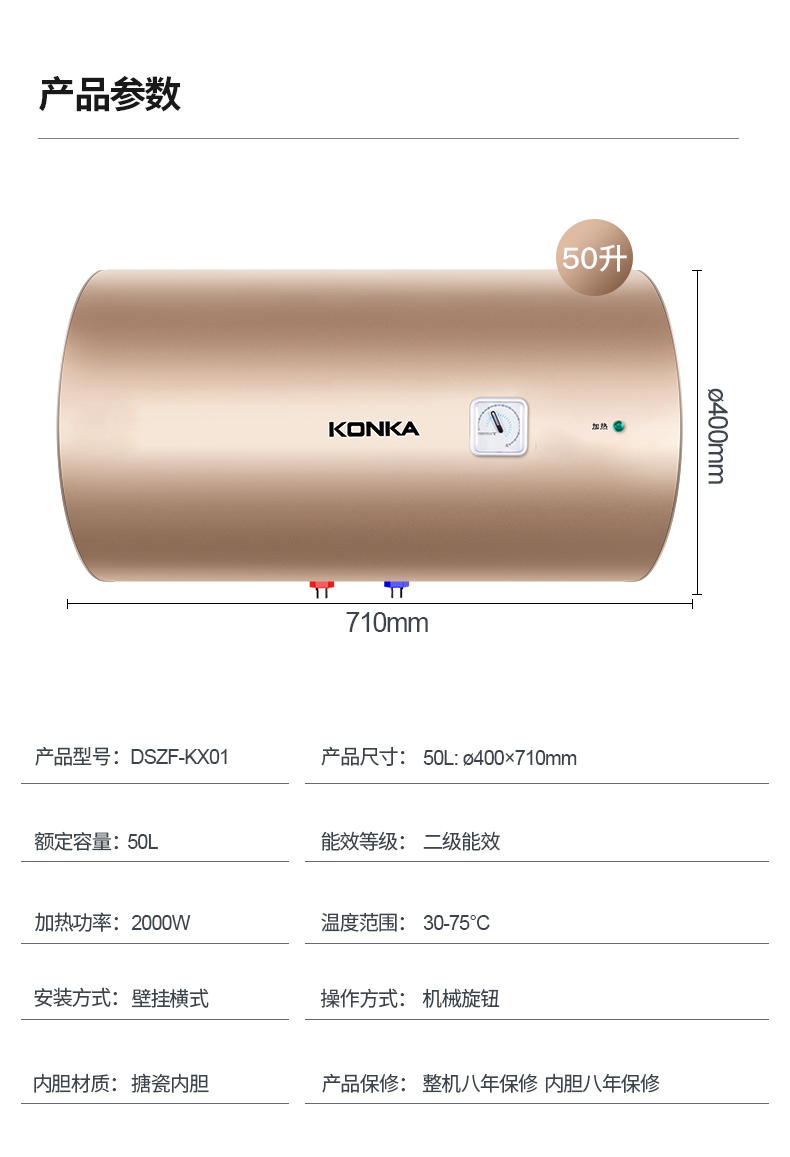 产品参数
50升
KONKA
加热
ø400mm
710mm
产品型号：DSZF-KX01
产品尺寸： 50L: ø400×710mm
额定容量：50L
能效等级： 二级能效
加热功率：2000W
温度范围： 30-75°C
安装方式：壁挂横式
操作方式： 机械旋钮
内胆材质：搪瓷内胆
产品保修： 整机八年保修 内胆八年保修